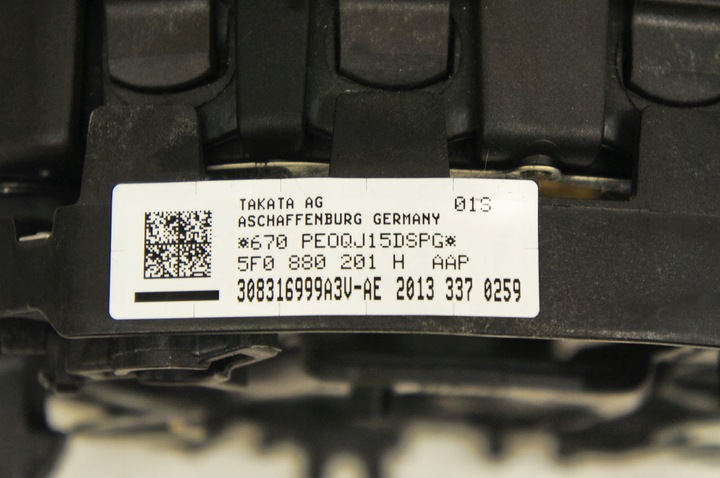 TAKATA AG 01S
ASCHAFFENBURG GERMANY
*670 PEOQJ15DSPG*
5F0 880 201 H AAP
308316999A3V-AE 2013 337 0259